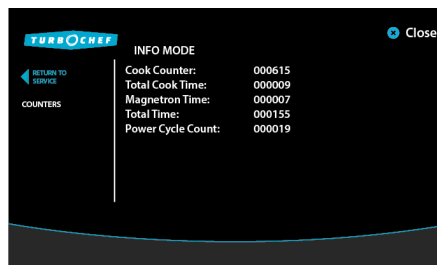 TURBOCHEF
INFO MODE
Close
RETURN TO
SERVICE
COUNTERS
Cook Counter: 000615
Total Cook Time: 000009
Magnetron Time: 000007
Total Time: 000155
Power Cycle Count: 000019